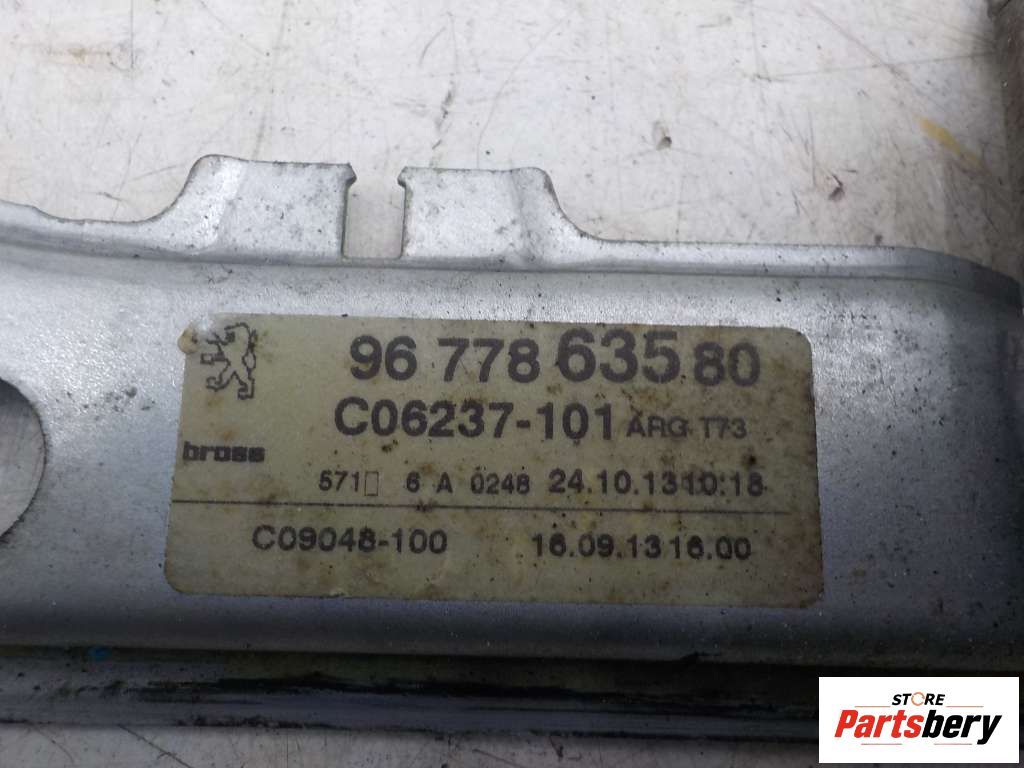 96 778 635 80
C06237-101 ARG T73
bross
571 6 A 0248 24.10.13 10:18
C09048-100 16.09.13 16.00
STORE
Partsbery